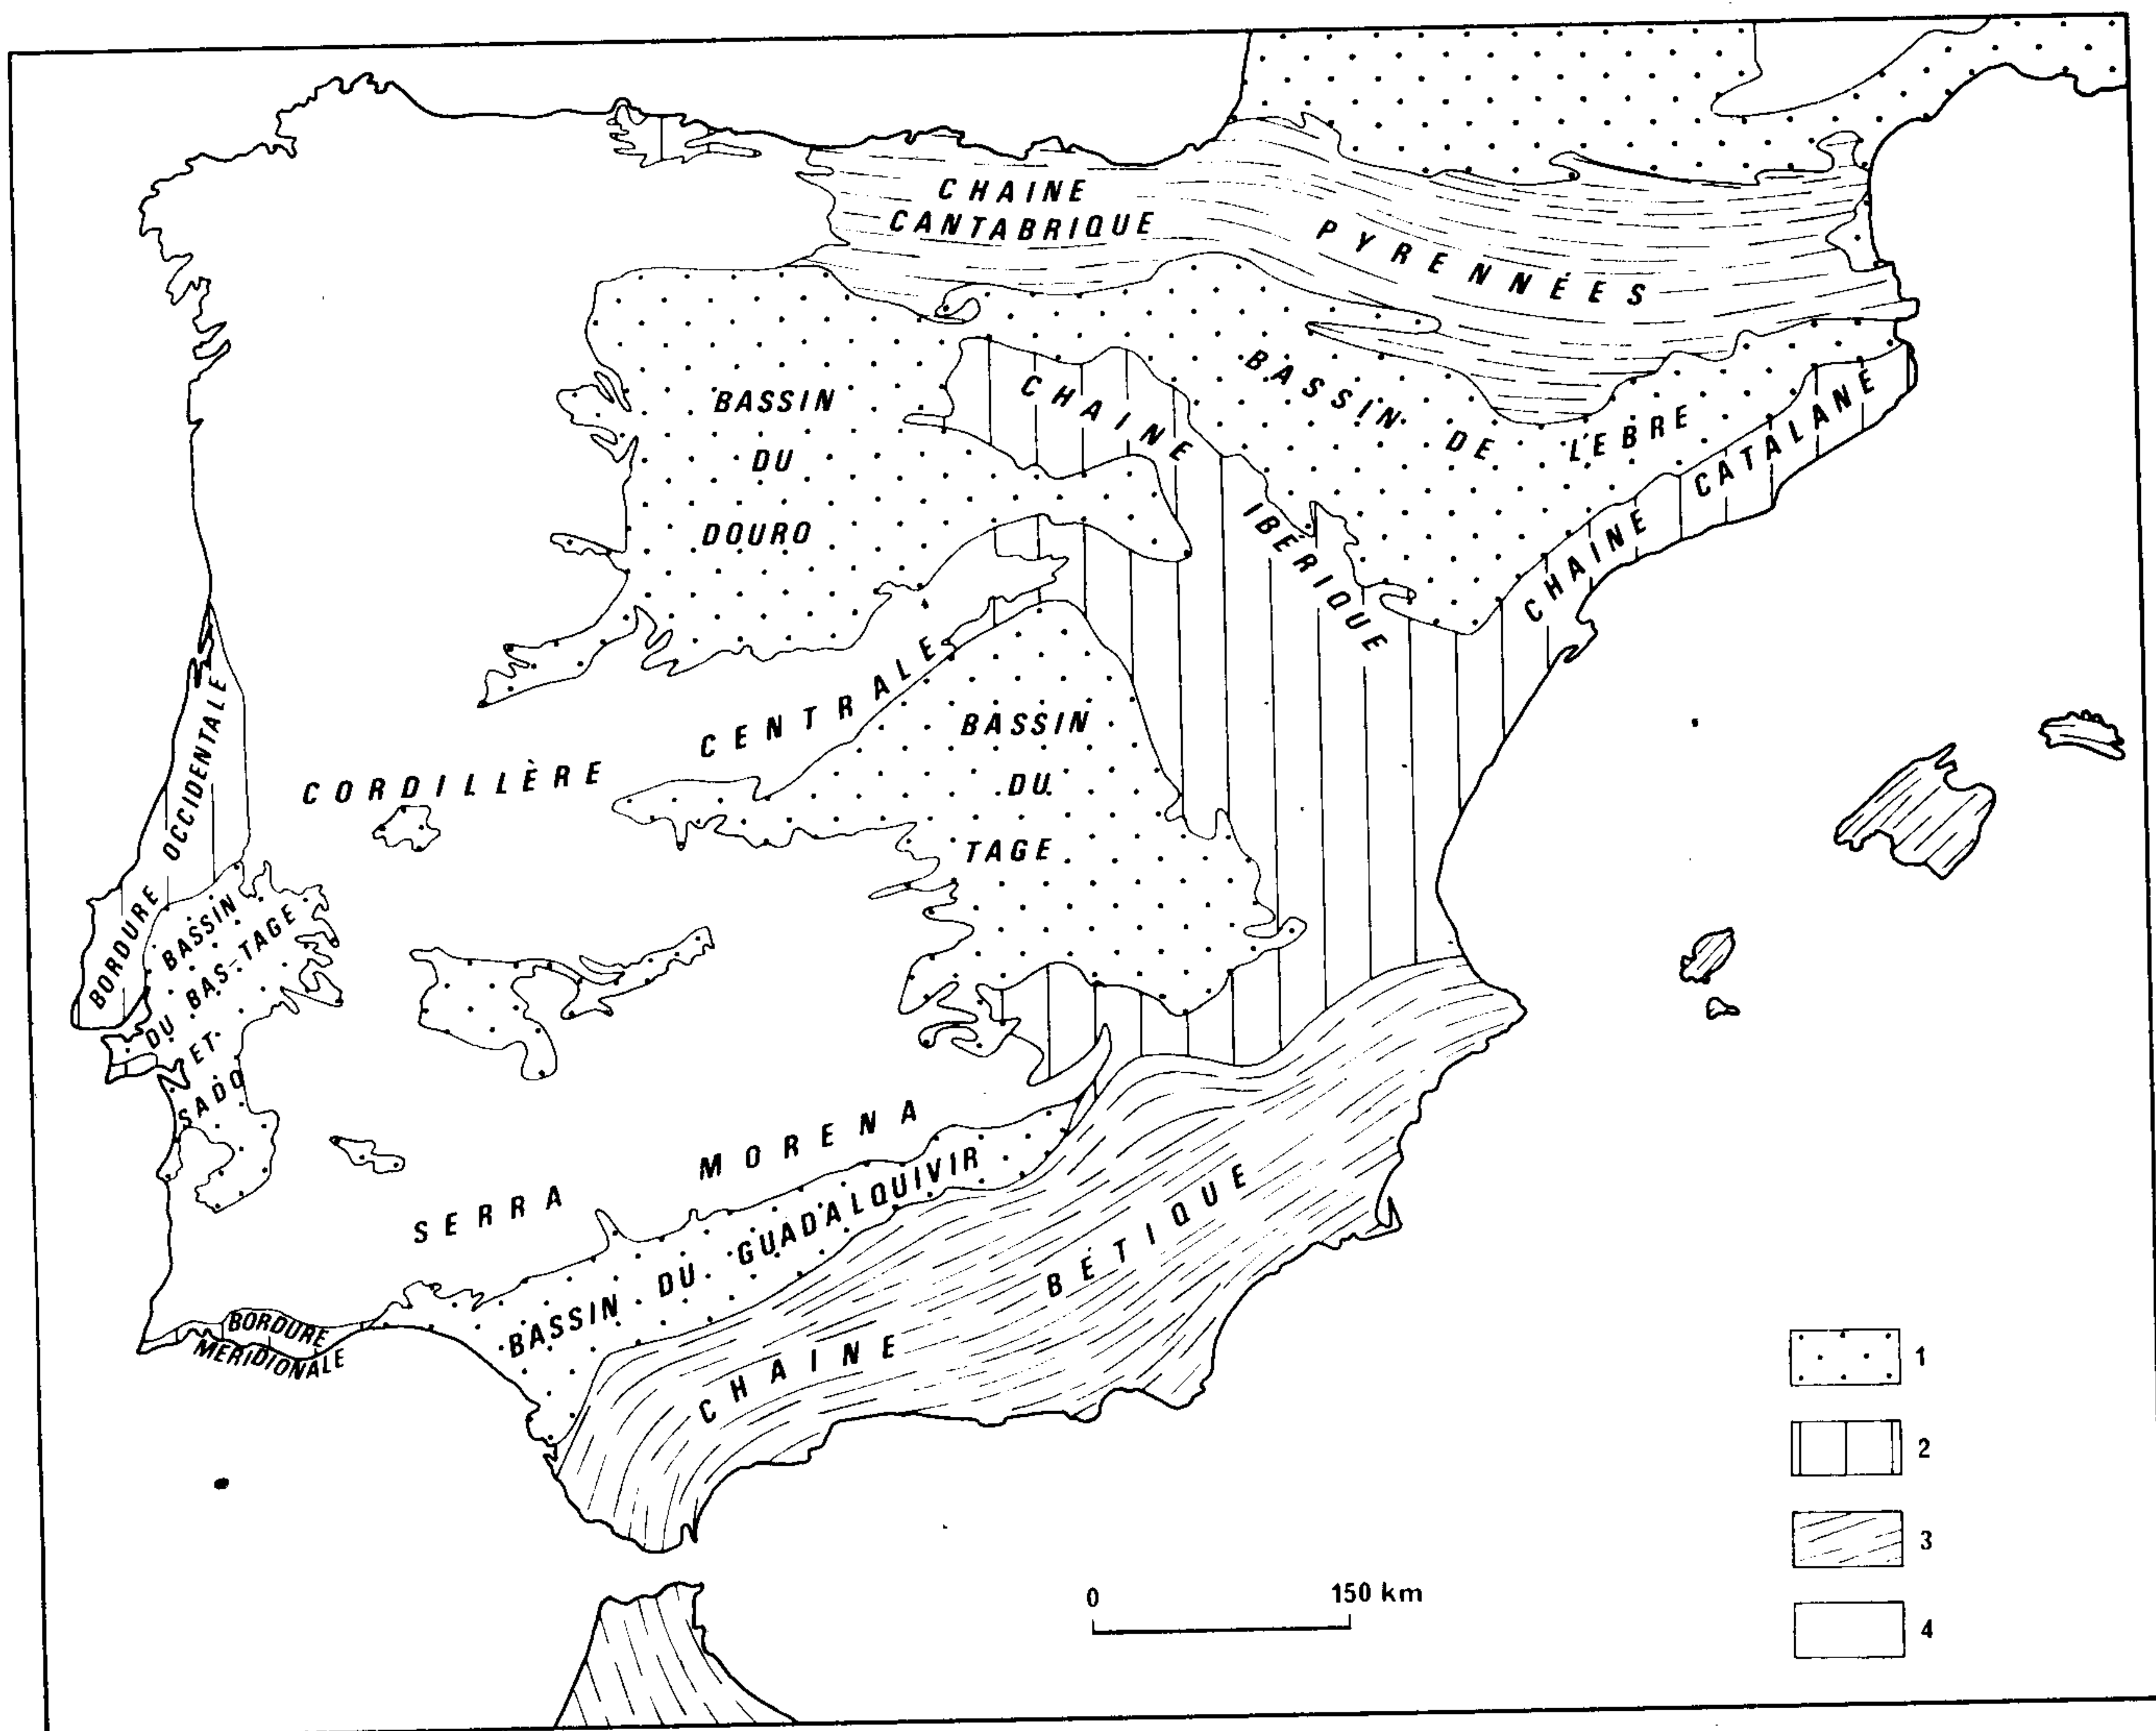 CHAINE
CANTABRIQUE
PYRENNÉES
BASSIN
DU
DOURO
CHAINE
IBÉRIQUE
BASSIN DE L'EBRE
CHAINE CATALANE
CORDILLÈRE CENTRALE
BASSIN
DU
TAGE
BORDURE OCCIDENTALE
BASSIN
DU BAS-TAGE
ET
SADO
SERRA MORENA
BASSIN DU GUADALQUIVIR
CHAINE BÉTIQUE
BORDURE
MERIDIONALE
1
2
3
4
0 150 km